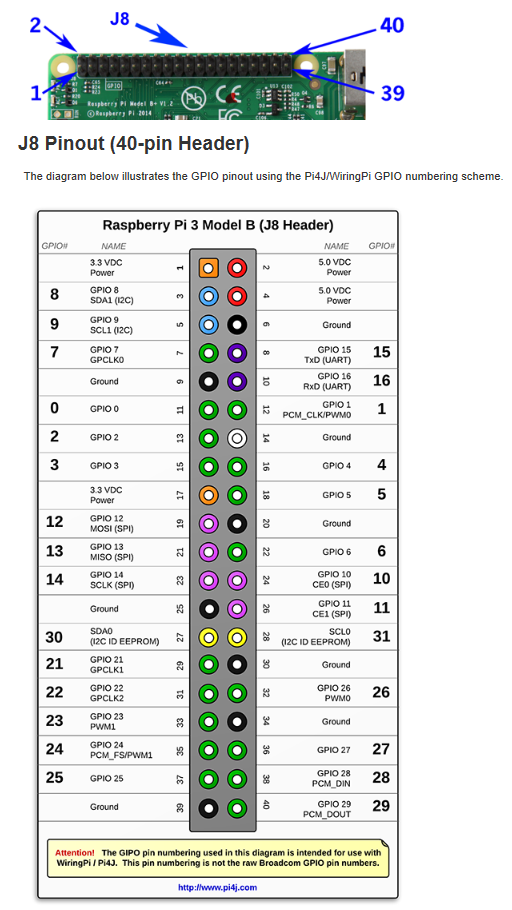 2
J8
40
1
39
GPIO
Raspberry Pi Model B+ V1.2
©Raspberry Pi 2014
J8 Pinout (40-pin Header)
The diagram below illustrates the GPIO pinout using the Pi4J/WiringPi GPIO numbering scheme.
Raspberry Pi 3 Model B (J8 Header)
GPIO# NAME NAME GPIO#
3.3 VDC Power 1 2 5.0 VDC Power
8 GPIO 8 SDA1 (I2C) 3 4 5.0 VDC Power
9 GPIO 9 SCL1 (I2C) 5 6 Ground
7 GPIO 7 GPCLK0 7 8 GPIO 15 TxD (UART) 15
Ground 9 10 GPIO 16 RxD (UART) 16
0 GPIO 0 11 12 GPIO 1 PCM_CLK/PWM0 1
2 GPIO 2 13 14 Ground
3 GPIO 3 15 16 GPIO 4 4
3.3 VDC Power 17 18 GPIO 5 5
12 GPIO 12 MOSI (SPI) 19 20 Ground
13 GPIO 13 MISO (SPI) 21 22 GPIO 6 6
14 GPIO 14 SCLK (SPI) 23 24 GPIO 10 CE0 (SPI) 10
Ground 25 26 GPIO 11 CE1 (SPI) 11
30 SDA0 (I2C ID EEPROM) 27 28 SCL0 (I2C ID EEPROM) 31
21 GPIO 21 GPCLK1 29 30 Ground
22 GPIO 22 GPCLK2 31 32 GPIO 26 PWM0 26
23 GPIO 23 PWM1 33 34 Ground
24 GPIO 24 PCM_FS/PWM1 35 36 GPIO 27 27
25 GPIO 25 37 38 GPIO 28 PCM_DIN 28
Ground 39 40 GPIO 29 PCM_DOUT 29
Attention! The GIPO pin numbering used in this diagram is intended for use with
WiringPi / Pi4J. This pin numbering is not the raw Broadcom GPIO pin numbers.
http://www.pi4j.com